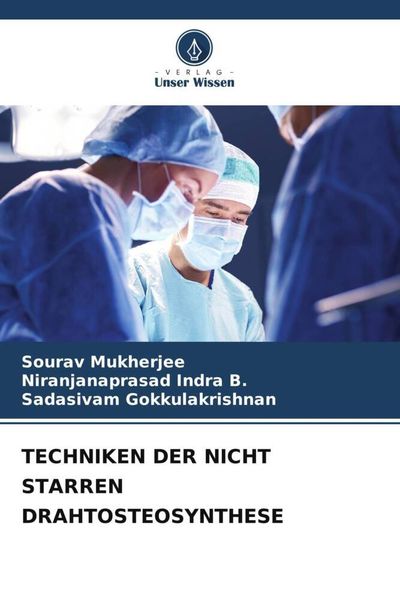 - VERLAG -
Unser Wissen
Sourav Mukherjee
Niranjanaprasad Indra B.
Sadasivam Gokkulakrishnan
TECHNIKEN DER NICHT
STARREN
DRAHTOSTEOSYNTHESE